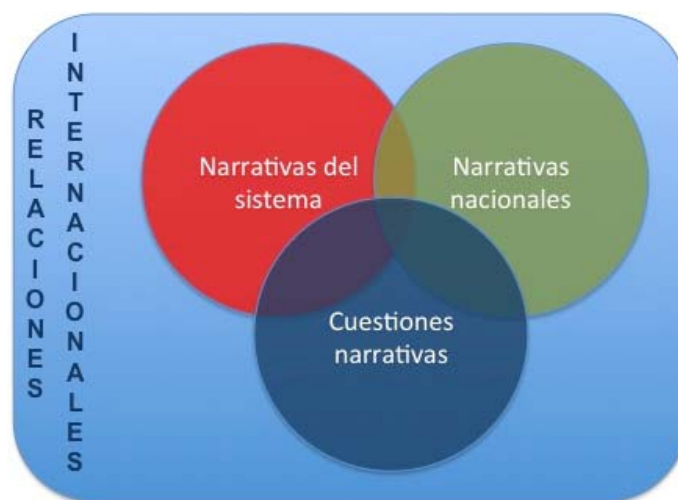 RELACIONES
INTERNACIONALES
Narrativas del
sistema
Narrativas
nacionales
Cuestiones
narrativas